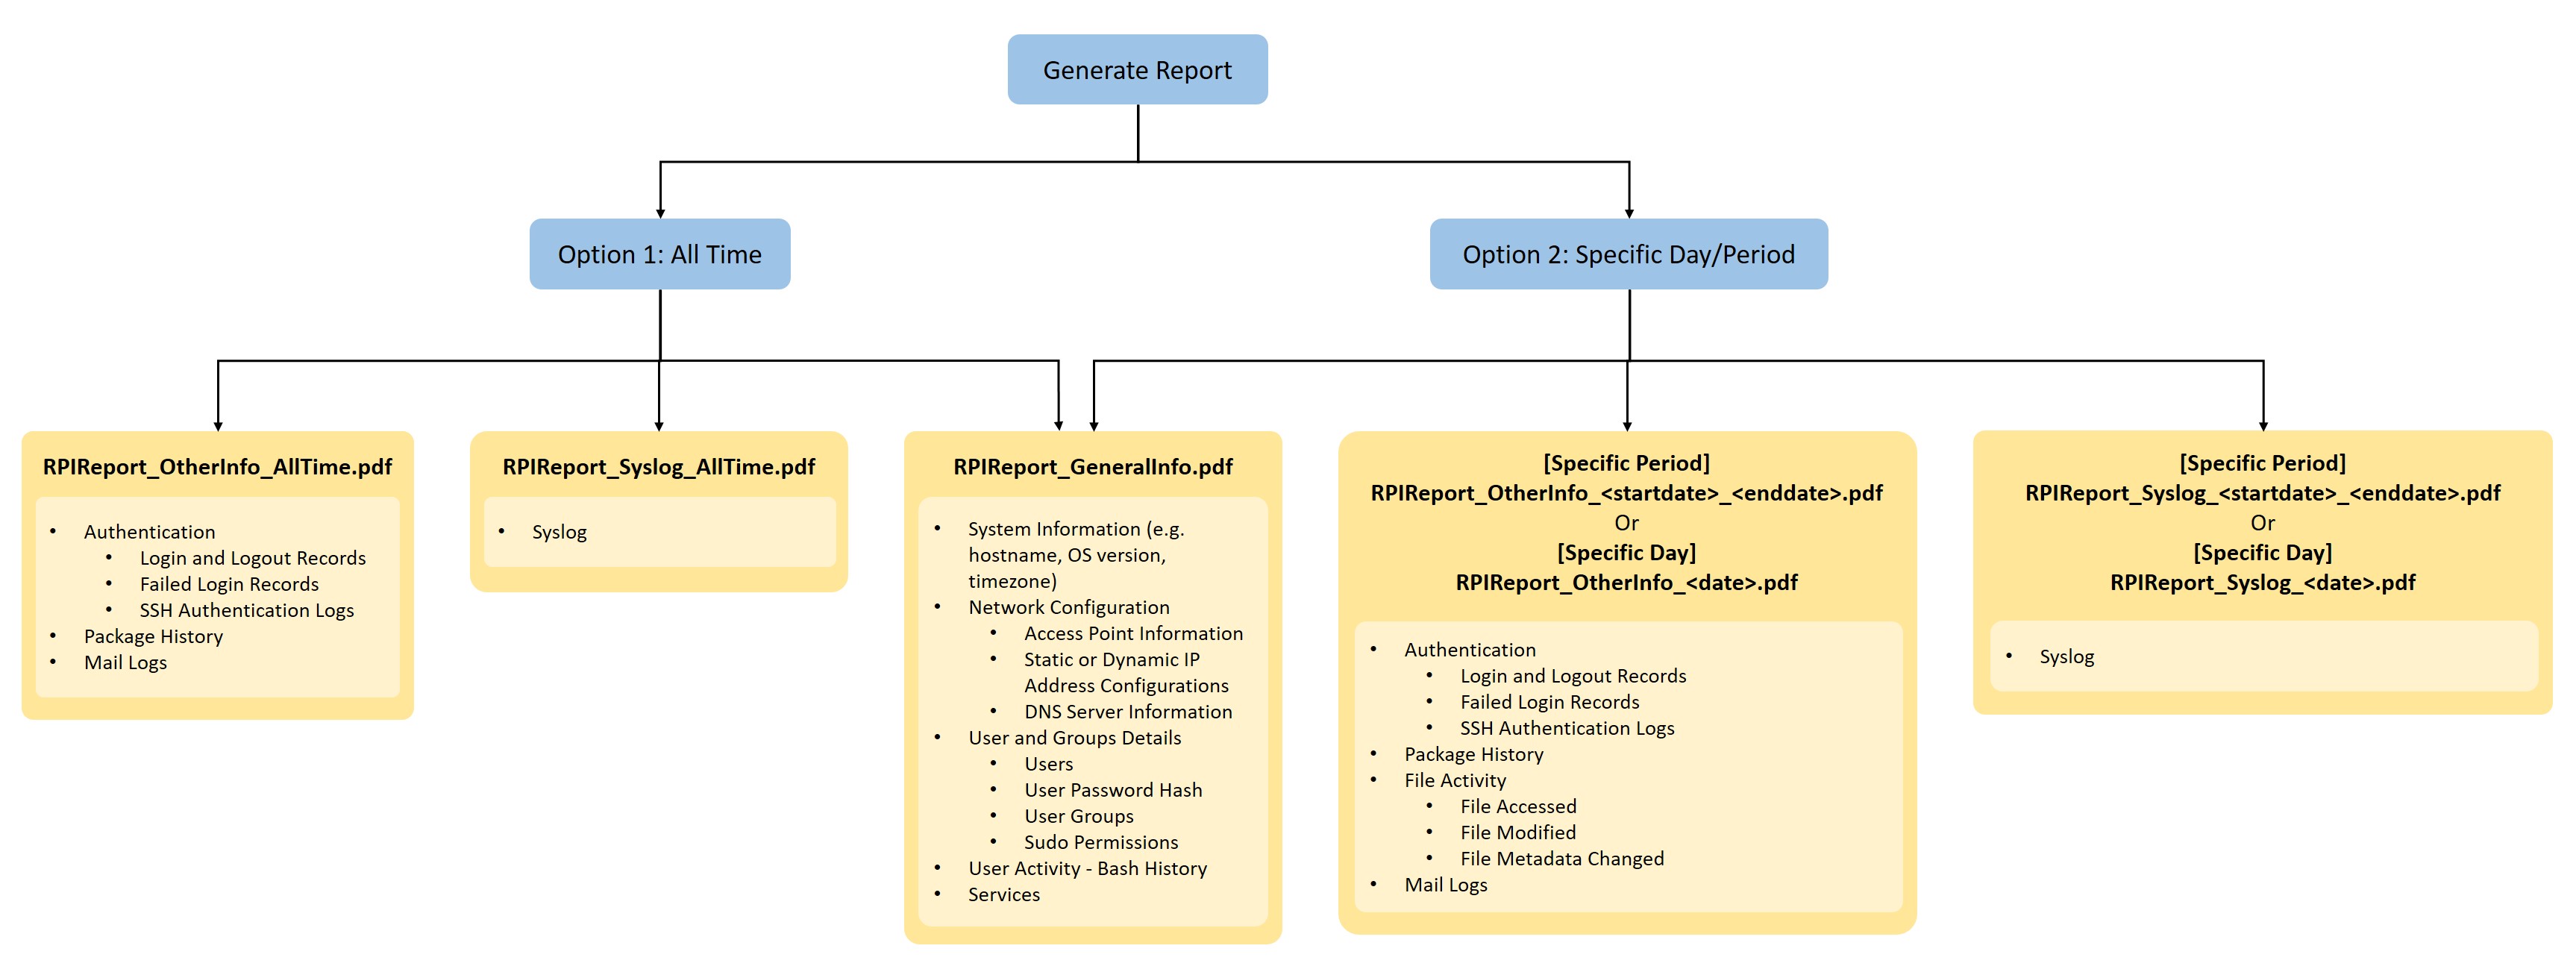 Generate Report
Option 1: All Time
Option 2: Specific Day/Period
RPIReport_OtherInfo_AllTime.pdf
• Authentication
• Login and Logout Records
• Failed Login Records
• SSH Authentication Logs
• Package History
• Mail Logs
RPIReport_Syslog_AllTime.pdf
• Syslog
RPIReport_GeneralInfo.pdf
• System Information (e.g.
hostname, OS version,
timezone)
• Network Configuration
• Access Point Information
• Static or Dynamic IP
Address Configurations
• DNS Server Information
• User and Groups Details
• Users
• User Password Hash
• User Groups
• Sudo Permissions
• User Activity - Bash History
• Services
[Specific Period]
RPIReport_OtherInfo_<startdate>_<enddate>.pdf
Or
[Specific Day]
RPIReport_OtherInfo_<date>.pdf
• Authentication
• Login and Logout Records
• Failed Login Records
• SSH Authentication Logs
• Package History
• File Activity
• File Accessed
• File Modified
• File Metadata Changed
• Mail Logs
[Specific Period]
RPIReport_Syslog_<startdate>_<enddate>.pdf
Or
[Specific Day]
RPIReport_Syslog_<date>.pdf
• Syslog